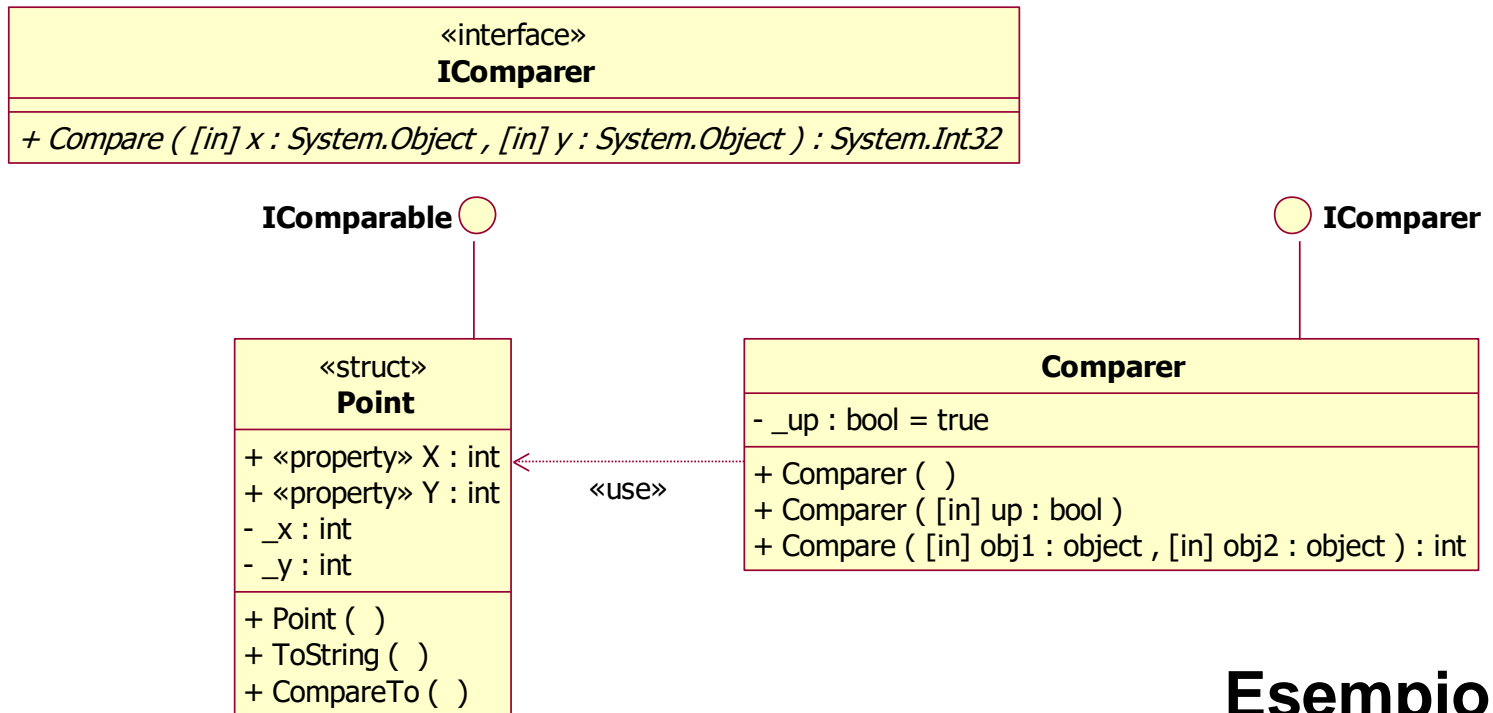 «interface»
IComparer
+ Compare ( [in] x : System.Object , [in] y : System.Object ) : System.Int32
IComparable
IComparer
«struct»
Point
+ «property» X : int
+ «property» Y : int
- _x : int
- _y : int
+ Point ( )
+ ToString ( )
+ CompareTo ( )
«use»
Comparer
- _up : bool = true
+ Comparer ( )
+ Comparer ( [in] up : bool )
+ Compare ( [in] obj1 : object , [in] obj2 : object ) : int
Esempio